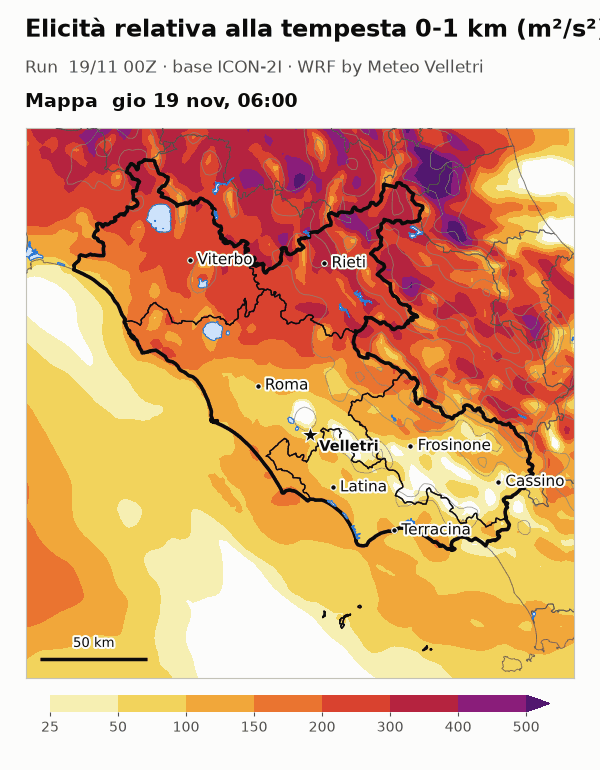 Elicità relativa alla tempesta 0-1 km (m²/s²)
Run 19/11 00Z · base ICON-2I · WRF by Meteo Velletri
Mappa gio 19 nov, 06:00
Viterbo
Rieti
Roma
Velletri
Frosinone
Cassino
Latina
Terracina
50 km
25 50 100 150 200 300 400 500